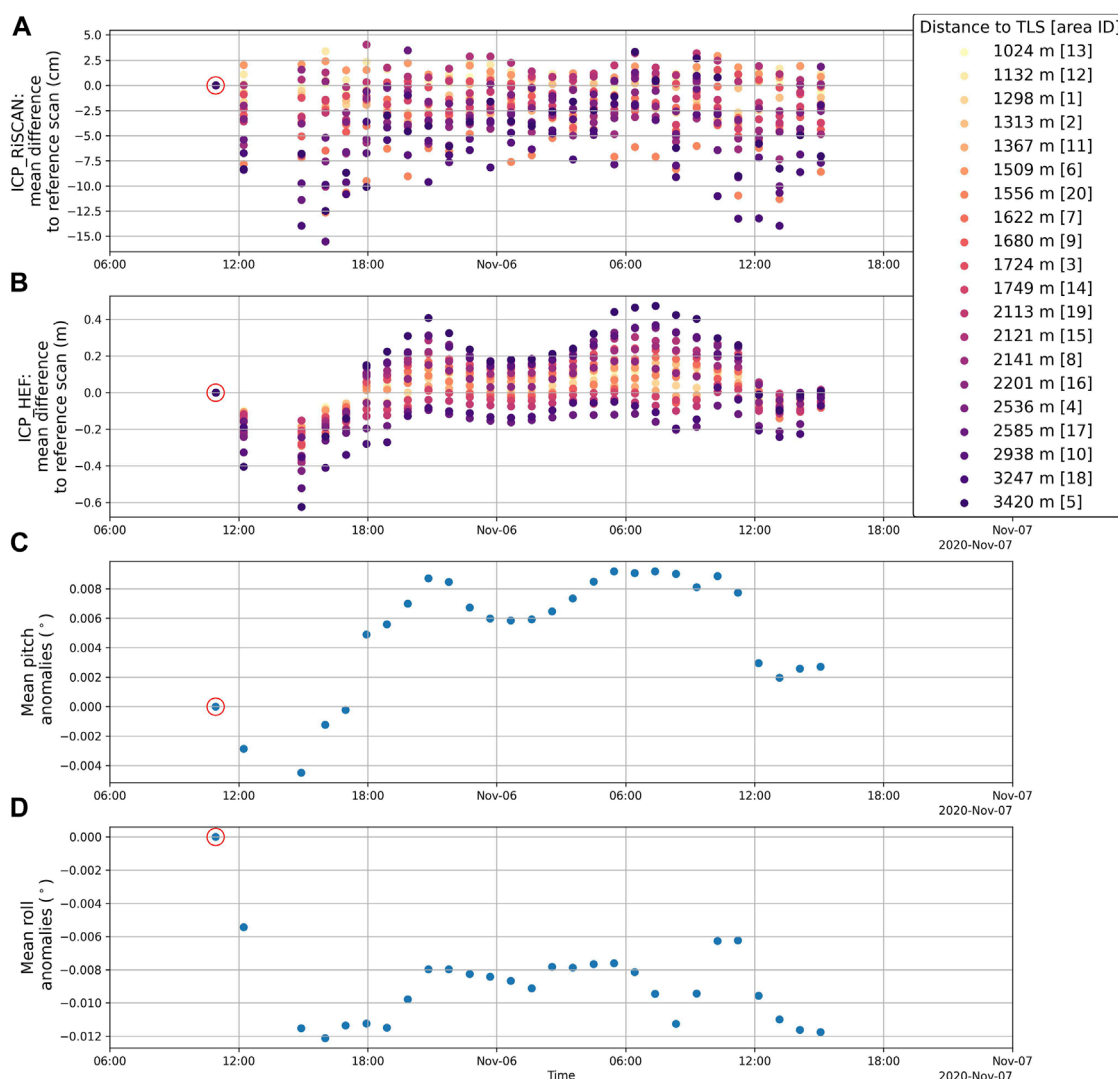 A
ICP_RiSCAN:
mean difference
to reference scan (cm)
5.0
2.5
0.0
−2.5
−5.0
−7.5
−10.0
−12.5
−15.0
06:00 12:00 18:00 Nov-06 06:00 12:00 18:00
Distance to TLS [area ID]
1024 m [13]
1132 m [12]
1298 m [1]
1313 m [2]
1367 m [11]
1509 m [6]
1556 m [20]
1622 m [7]
1680 m [9]
1724 m [3]
1749 m [14]
2113 m [19]
2121 m [15]
2141 m [8]
2201 m [16]
2536 m [4]
2585 m [17]
2938 m [10]
3247 m [18]
3420 m [5]
B
ICP_HEF:
mean difference
to reference scan (m)
0.4
0.2
0.0
−0.2
−0.4
−0.6
06:00 12:00 18:00 Nov-06 06:00 12:00 18:00 Nov-07
2020-Nov-07
C
Mean pitch
anomalies (°)
0.008
0.006
0.004
0.002
0.000
−0.002
−0.004
06:00 12:00 18:00 Nov-06 06:00 12:00 18:00 Nov-07
2020-Nov-07
D
Mean roll
anomalies (°)
0.000
−0.002
−0.004
−0.006
−0.008
−0.010
−0.012
06:00 12:00 18:00 Nov-06 06:00 12:00 18:00 Nov-07
Time
2020-Nov-07